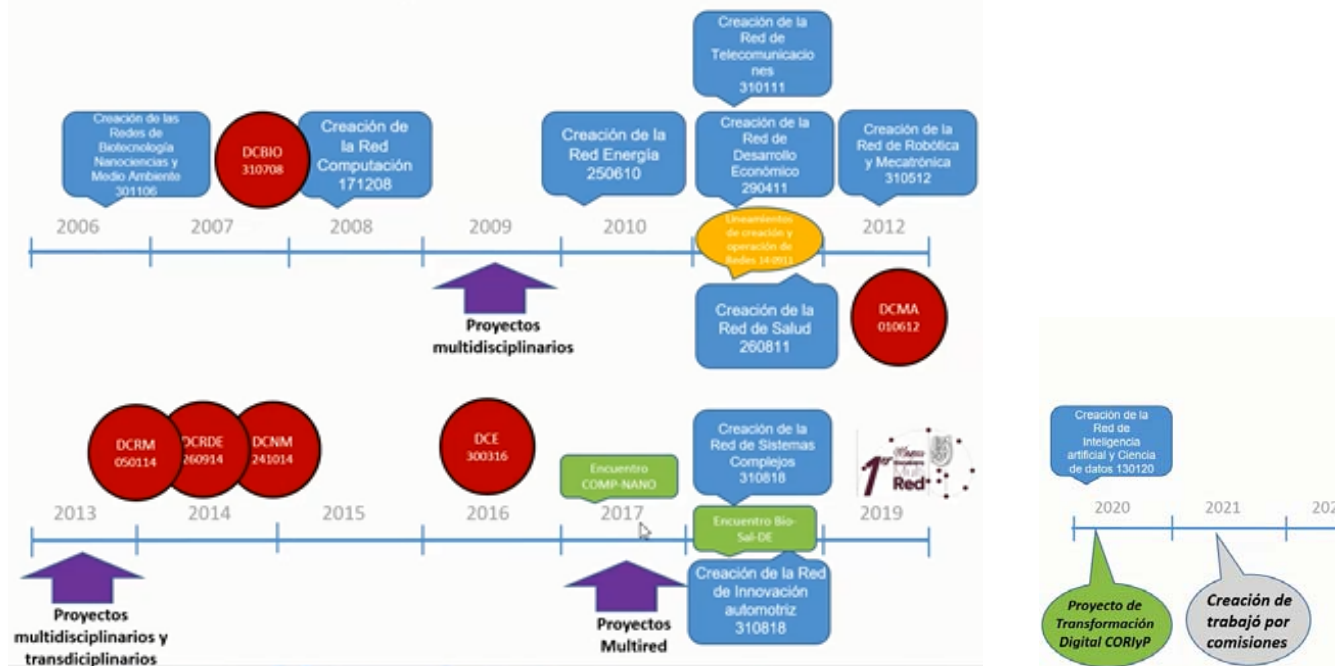 Creación de la
Red de
Telecomunicacio
nes
310111
Creación de las
Redes de
Biotecnología
Nanociencias y
Medio Ambiente
301106
DCBIO
310708
Creación de
la Red
Computación
171208
Creación de la
Red Energía
250610
Creación de la
Red de
Desarrollo
Económico
290411
Creación de la
Red de Robótica
y Mecatrónica
310512
2006
2007
2008
2009
2010
2012
Lineamientos
de creación y
operación de
Redes 140911
Proyectos
multidisciplinarios
Creación de la
Red de Salud
260811
DCMA
010612
DCRM
050114
DCRDE
260914
DCNM
241014
DCE
300316
Encuentro
COMP-NANO
Creación de la
Red de Sistemas
Complejos
310818
1er
Red
2013
2014
2015
2016
2017
2019
Encuentro Bio-
Sal-DE
Creación de la Red
de Innovación
automotriz
310818
Proyectos
multidisciplinarios y
transdiciplinarios
Proyectos
Multired
Creación de la
Red de
Inteligencia
artificial y Ciencia
de datos 130120
2020
2021
202
Proyecto de
Transformación
Digital CORIyP
Creación de
trabajó por
comisiones